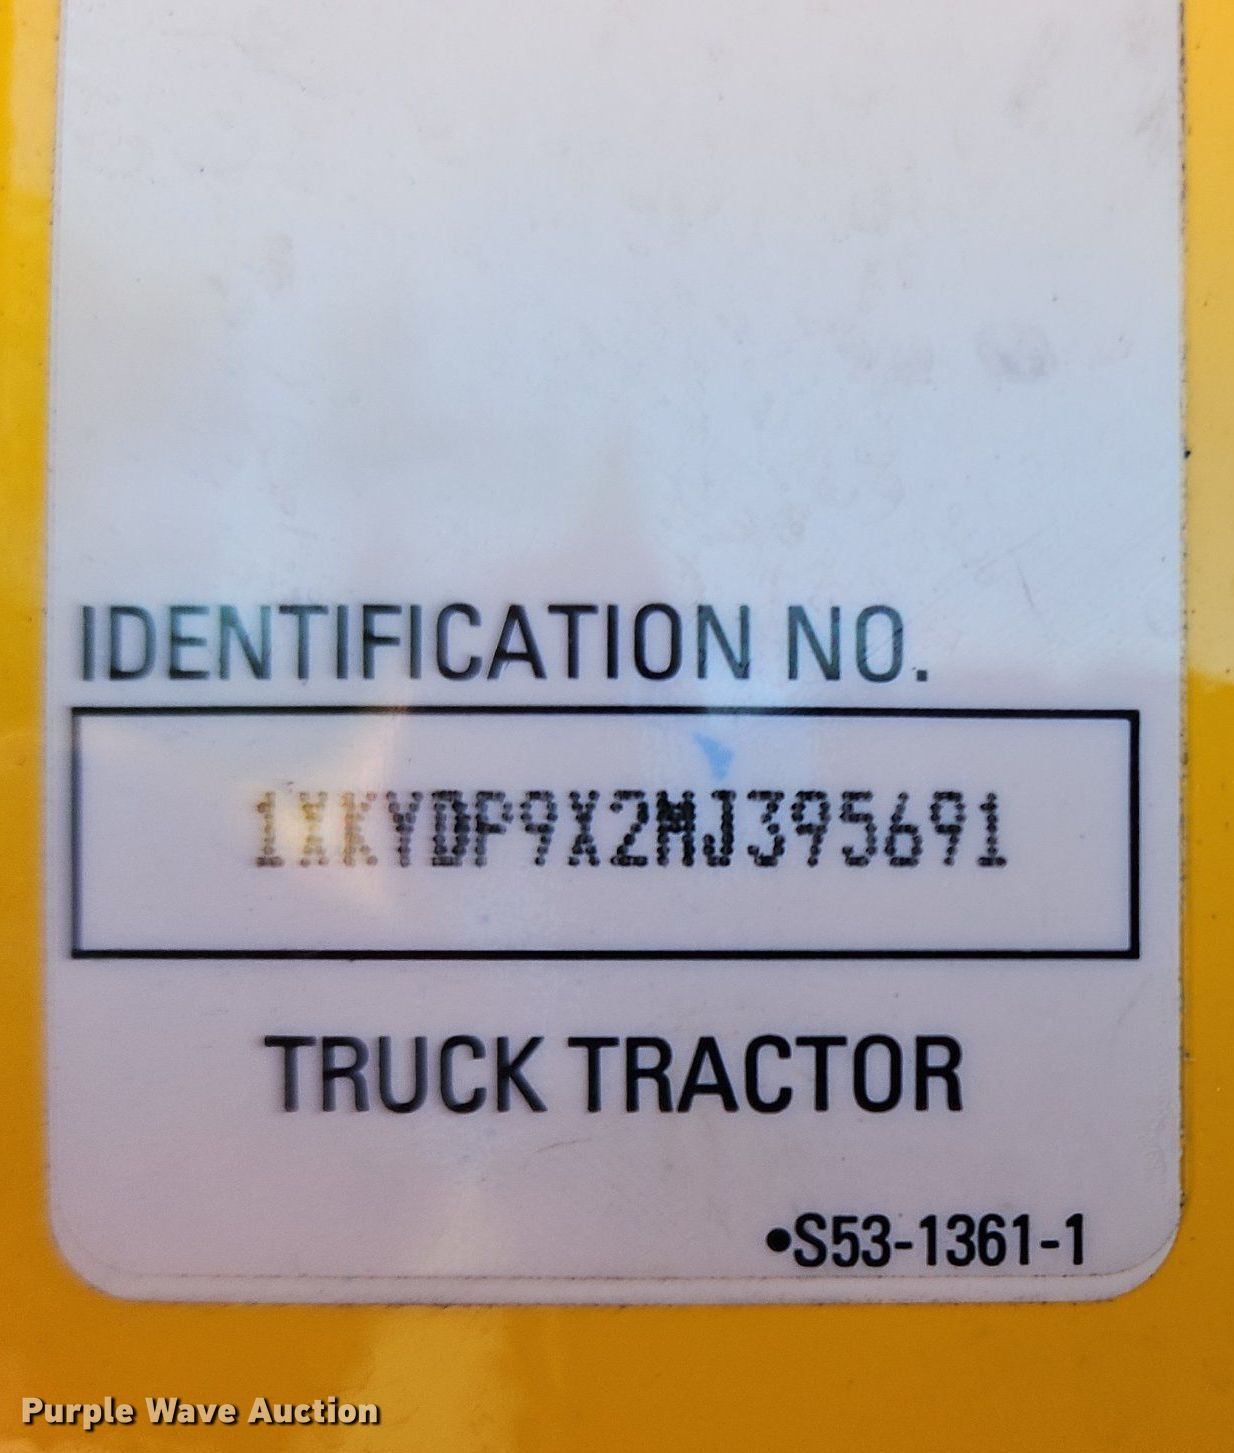 IDENTIFICATION NO.
1XKYDP9X2MJ395691
TRUCK TRACTOR
•S53-1361-1
Purple Wave Auction